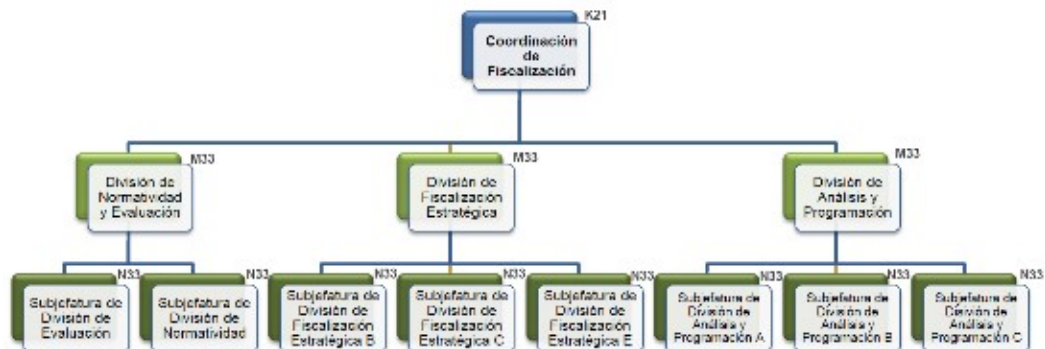 K21
Coordinación
de
Fiscalización
M33
División de
Normatividad
y Evaluación
M33
División de
Fiscalización
Estratégica
M33
División de
Análisis y
Programación
N33
Subjefatura de
División de
Evaluación
N33
Subjefatura de
División de
Normatividad
N33
Subjefatura de
División de
Fiscalización
Estratégica B
N33
Subjefatura de
División de
Fiscalización
Estratégica C
N33
Subjefatura de
División de
Fiscalización
Estratégica E
N33
Subjefatura de
División de
Análisis y
Programación A
N33
Subjefatura de
División de
Análisis y
Programación B
N33
Subjefatura de
División de
Análisis y
Programación C